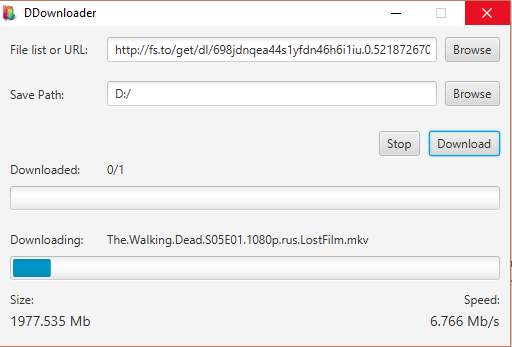 DDownloader
File list or URL: http://fs.to/get/dl/698jdnqea44s1yfdn46h6i1iu.0.521872670 Browse
Save Path: D:/ Browse
Stop Download
Downloaded: 0/1
Downloading: The.Walking.Dead.S05E01.1080p.rus.LostFilm.mkv
Size: Speed:
1977.535 Mb 6.766 Mb/s